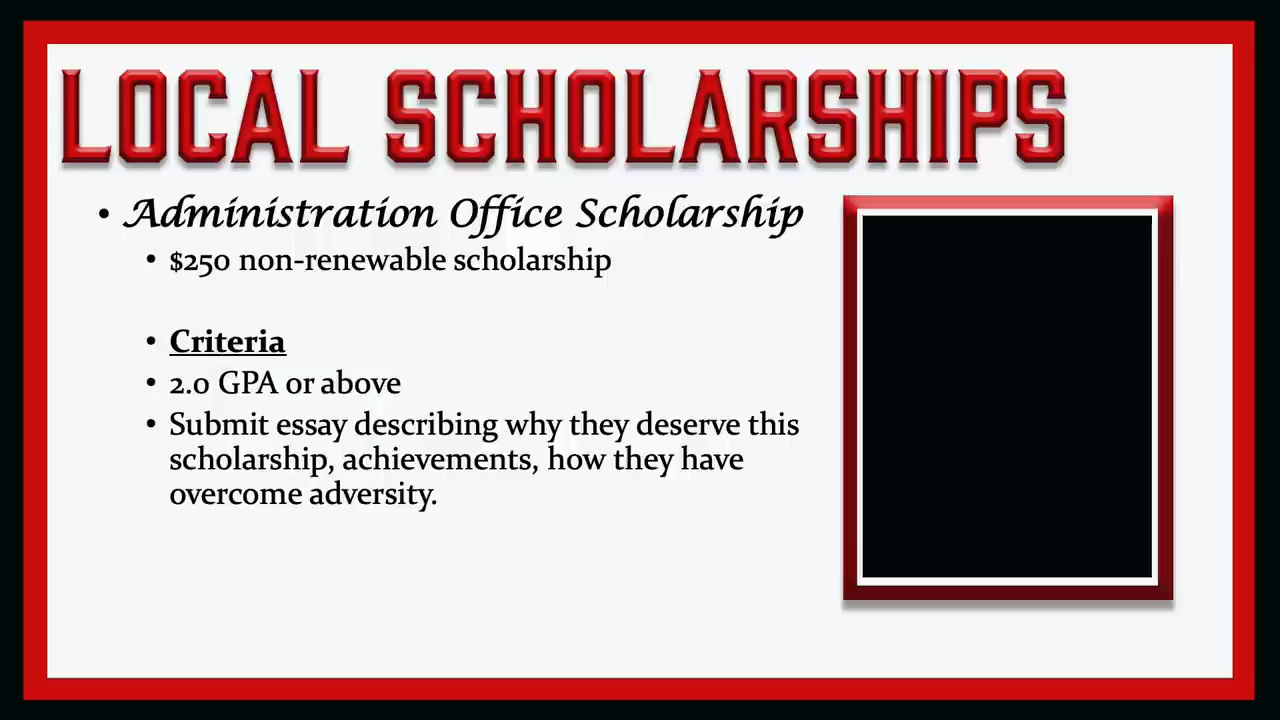 LOCAL SCHOLARSHIPS
• Administration Office Scholarship
• $250 non-renewable scholarship
• Criteria
• 2.0 GPA or above
• Submit essay describing why they deserve this
scholarship, achievements, how they have
overcome adversity.